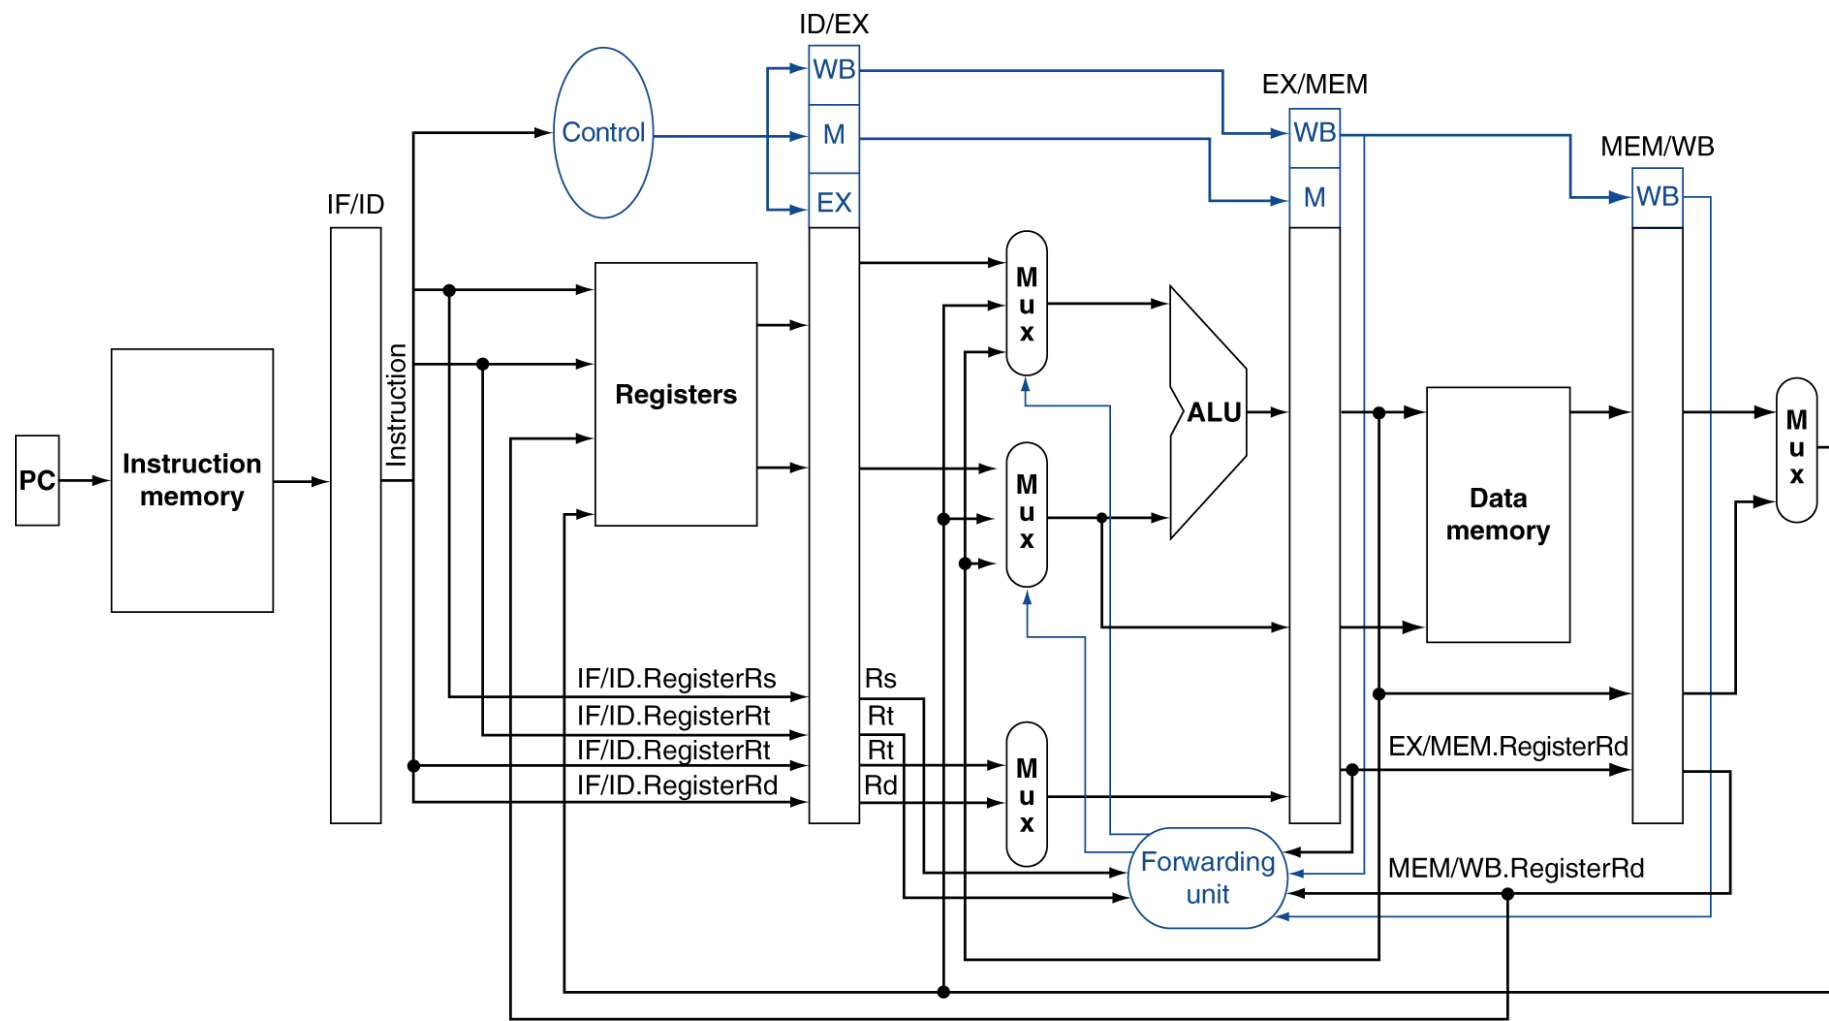 ID/EX
WB
EX/MEM
Control
M
WB
MEM/WB
IF/ID
EX
M
WB
M
u
x
Instruction
Registers
ALU
M
u
x
PC
Instruction
memory
M
u
x
Data
memory
IF/ID.RegisterRs
Rs
IF/ID.RegisterRt
Rt
IF/ID.RegisterRt
Rt
EX/MEM.RegisterRd
IF/ID.RegisterRd
Rd
M
u
x
Forwarding
unit
MEM/WB.RegisterRd